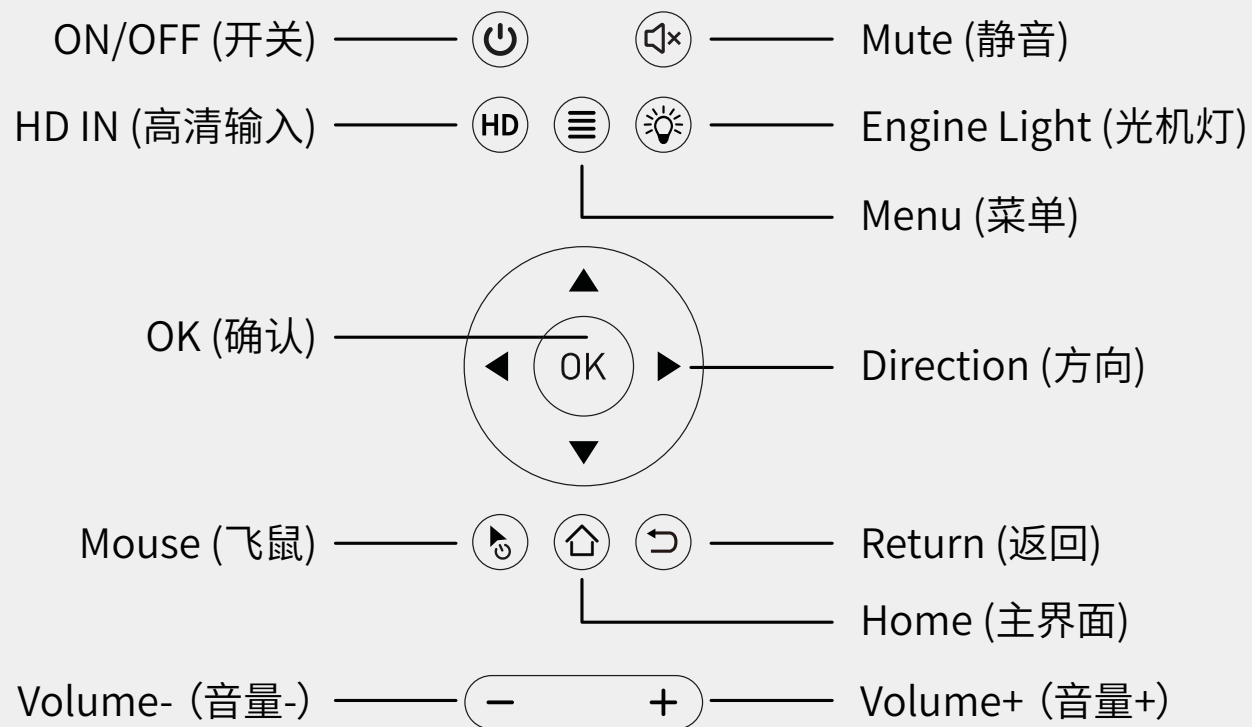 ON/OFF (开关)
Mute (静音)
HD IN (高清输入)
HD
Engine Light (光机灯)
Menu (菜单)
OK (确认)
OK
Direction (方向)
Mouse (飞鼠)
Return (返回)
Home (主界面)
Volume- (音量-)
- +
Volume+ (音量+)